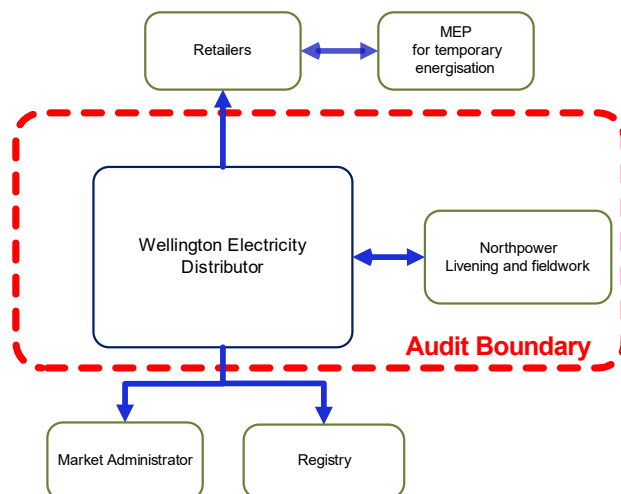 Retailers
MEP
for temporary
energisation
Wellington Electricity
Distributor
Northpower
Livening and fieldwork
Audit Boundary
Market Administrator
Registry